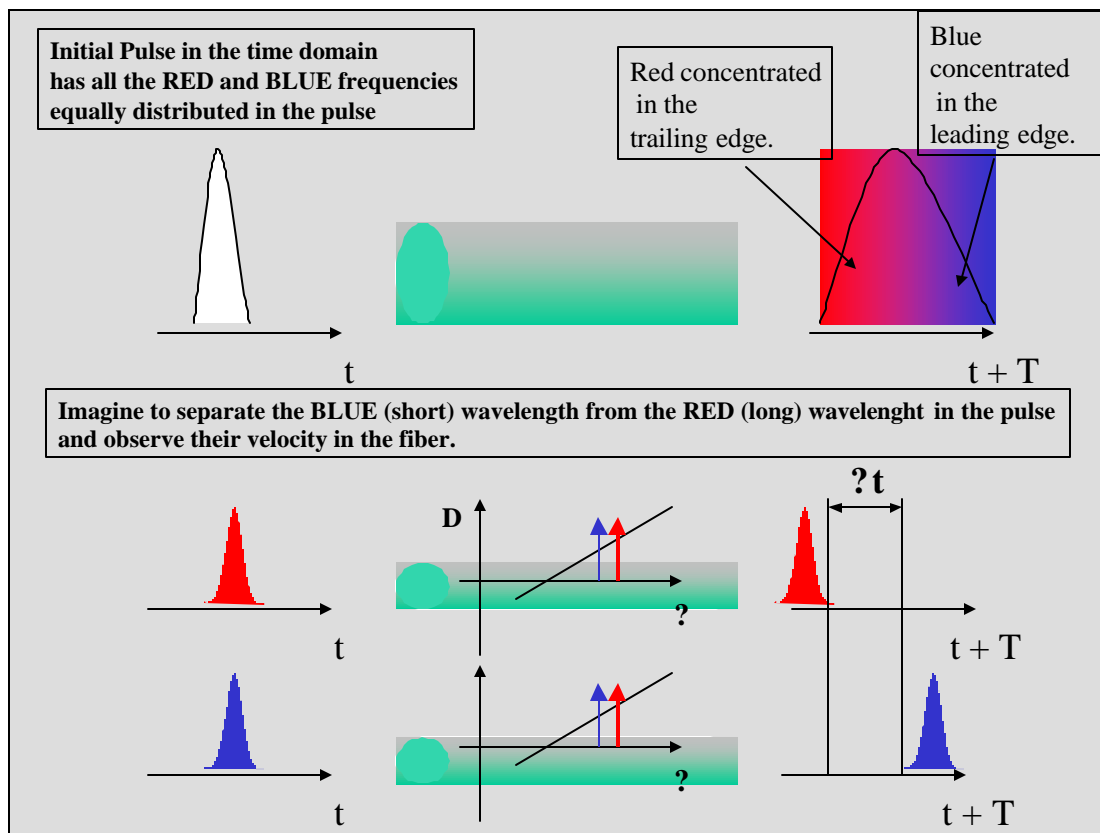 Initial Pulse in the time domain
has all the RED and BLUE frequencies
equally distributed in the pulse
Red concentrated
in the
trailing edge.
Blue
concentrated
in the
leading edge.
t
t + T
Imagine to separate the BLUE (short) wavelength from the RED (long) wavelenght in the pulse
and observe their velocity in the fiber.
D
? t
?
t
t + T
?
t
t + T